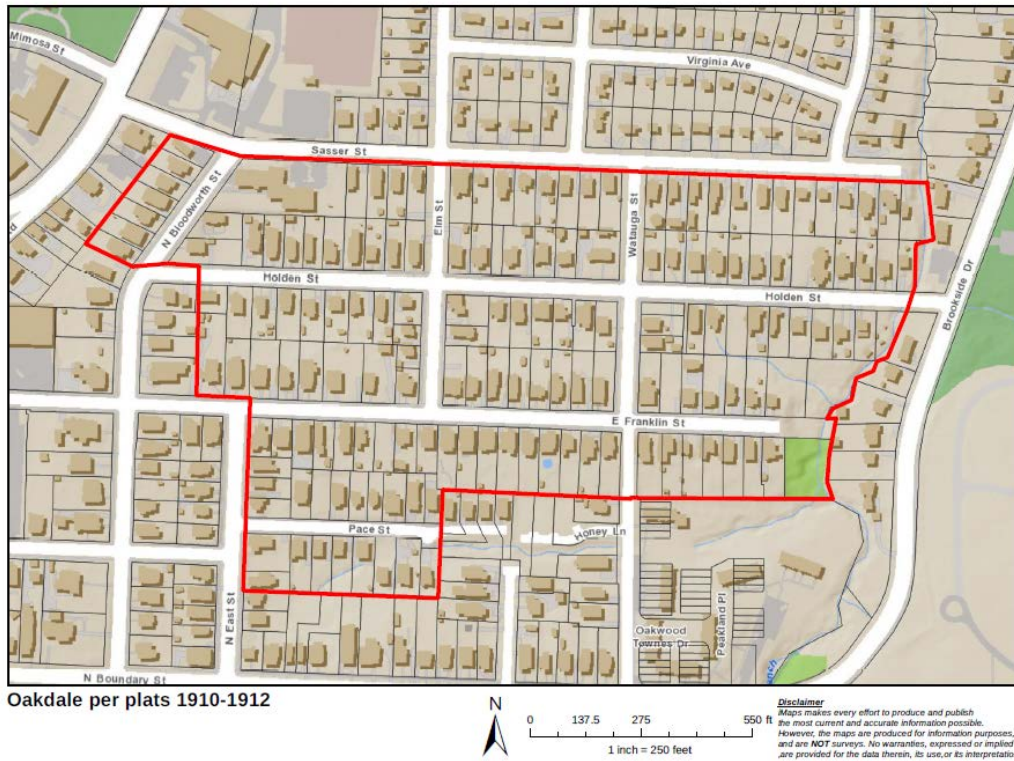 Mimosa St
Virginia Ave
Sasser St
N Bloodworth St
Elm St
Watauga St
Holden St
Holden St
Brookside Dr
E Franklin St
Pace St
Honey Ln
N East St
Oakwood
Townes Dr
Peakland Pl
N Boundary St
Oakdale per plats 1910-1912
N
0 137.5 275 550 ft
1 inch = 250 feet
Disclaimer
iMaps makes every effort to produce and publish
the most current and accurate information possible.
However, the maps are produced for information purposes,
and are NOT surveys. No warranties, expressed or implied
,are provided for the data therein, its use,or its interpretatio